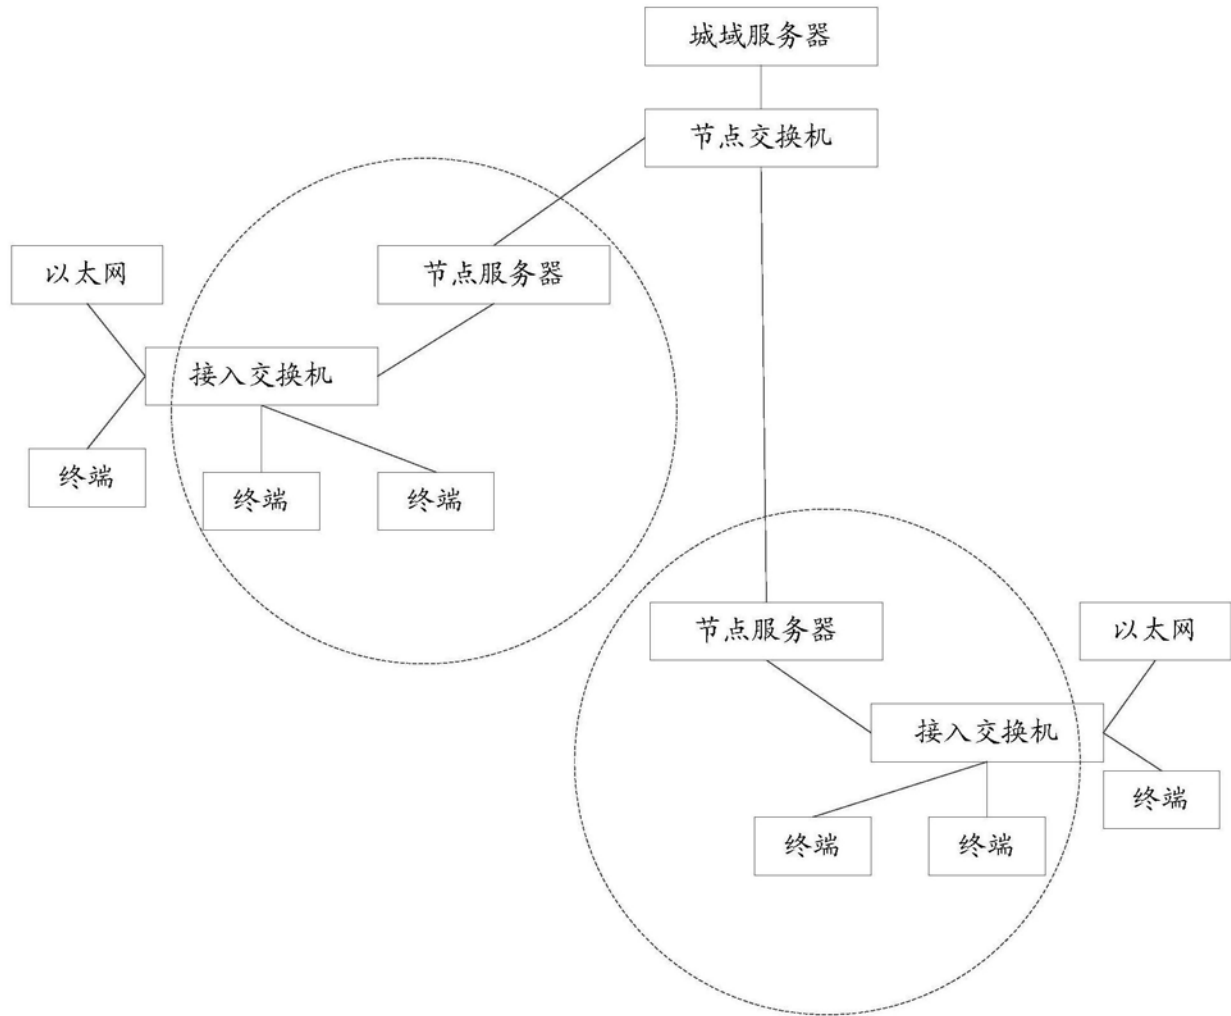 城域服务器
节点交换机
以太网
节点服务器
接入交换机
终端
终端
终端
节点服务器
以太网
接入交换机
终端
终端
终端